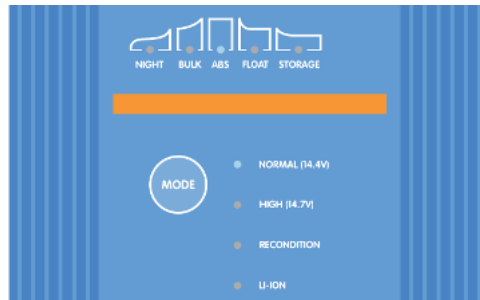 NIGHT BULK ABS FLOAT STORAGE
MODE
NORMAL (14.4V)
HIGH (14.7V)
RECONDITION
LI-ION